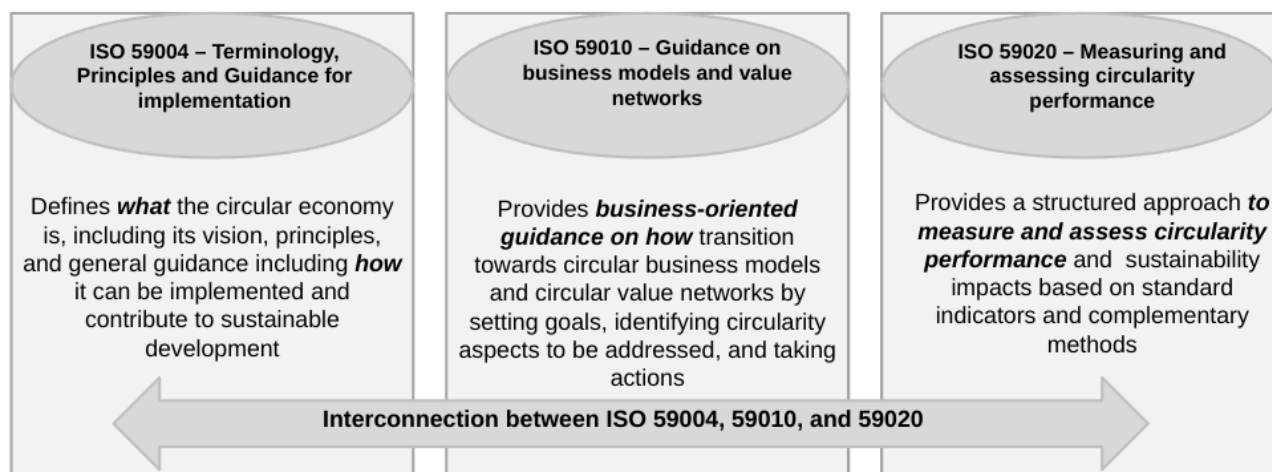 ISO 59004 – Terminology,
Principles and Guidance for
implementation
Defines what the circular economy
is, including its vision, principles,
and general guidance including how
it can be implemented and
contribute to sustainable
development
ISO 59010 – Guidance on
business models and value
networks
Provides business-oriented
guidance on how transition
towards circular business models
and circular value networks by
setting goals, identifying circularity
aspects to be addressed, and taking
actions
ISO 59020 – Measuring and
assessing circularity
performance
Provides a structured approach to
measure and assess circularity
performance and  sustainability
impacts based on standard
indicators and complementary
methods
Interconnection between ISO 59004, 59010, and 59020